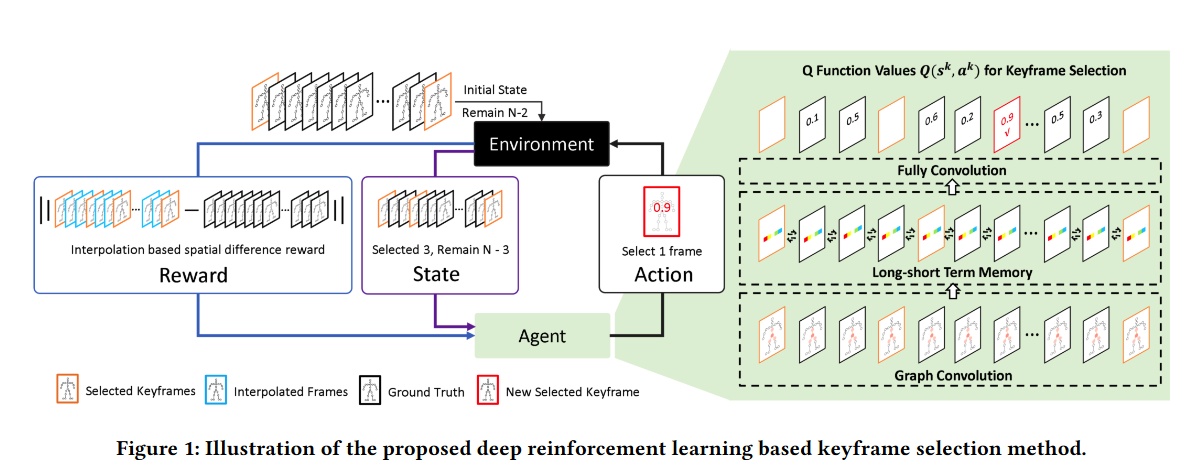 Q Function Values Q(s^k, a^k) for Keyframe Selection
Initial State
Remain N-2
Environment
0.1
0.5
0.6
0.2
0.9
√
...
0.5
0.3
Fully Convolution
|| ... — ... ||
Interpolation based spatial difference reward
Reward
...
Selected 3, Remain N - 3
State
0.9
Select 1 frame
Action
...
Long-short Term Memory
Agent
...
Graph Convolution
Selected Keyframes
Interpolated Frames
Ground Truth
New Selected Keyframe
Figure 1: Illustration of the proposed deep reinforcement learning based keyframe selection method.